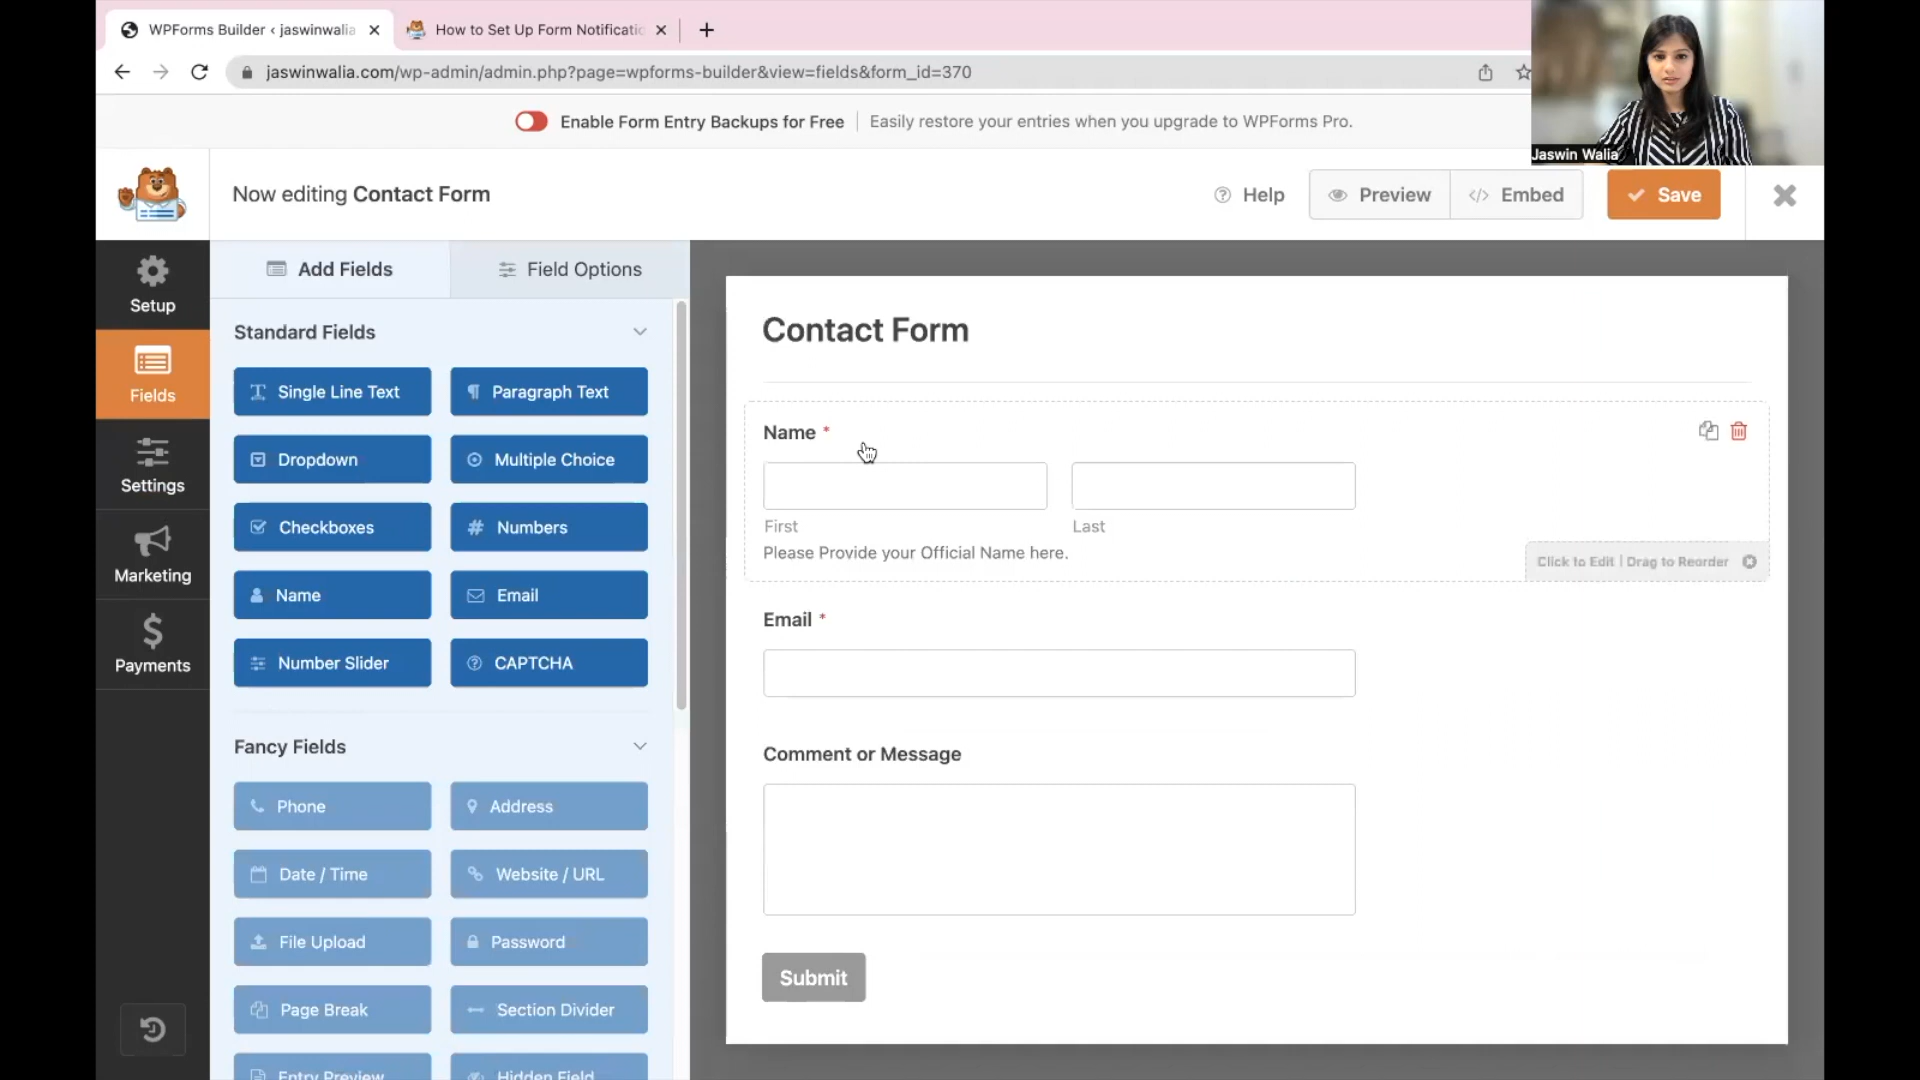 WPForms Builder ‹ jaswinwalia
How to Set Up Form Notificatio
jaswinwalia.com/wp-admin/admin.php?page=wpforms-builder&view=fields&form_id=370
Enable Form Entry Backups for Free
Easily restore your entries when you upgrade to WPForms Pro.
Jaswin Walia
Now editing Contact Form
Help
Preview
Embed
Save
Setup
Fields
Settings
Marketing
Payments
Add Fields
Field Options
Standard Fields
Single Line Text
Paragraph Text
Dropdown
Multiple Choice
Checkboxes
Numbers
Name
Email
Number Slider
CAPTCHA
Fancy Fields
Phone
Address
Date / Time
Website / URL
File Upload
Password
Page Break
Section Divider
Entry Preview
Hidden Field
Contact Form
Name *
First
Last
Please Provide your Official Name here.
Click to Edit | Drag to Reorder
Email *
Comment or Message
Submit